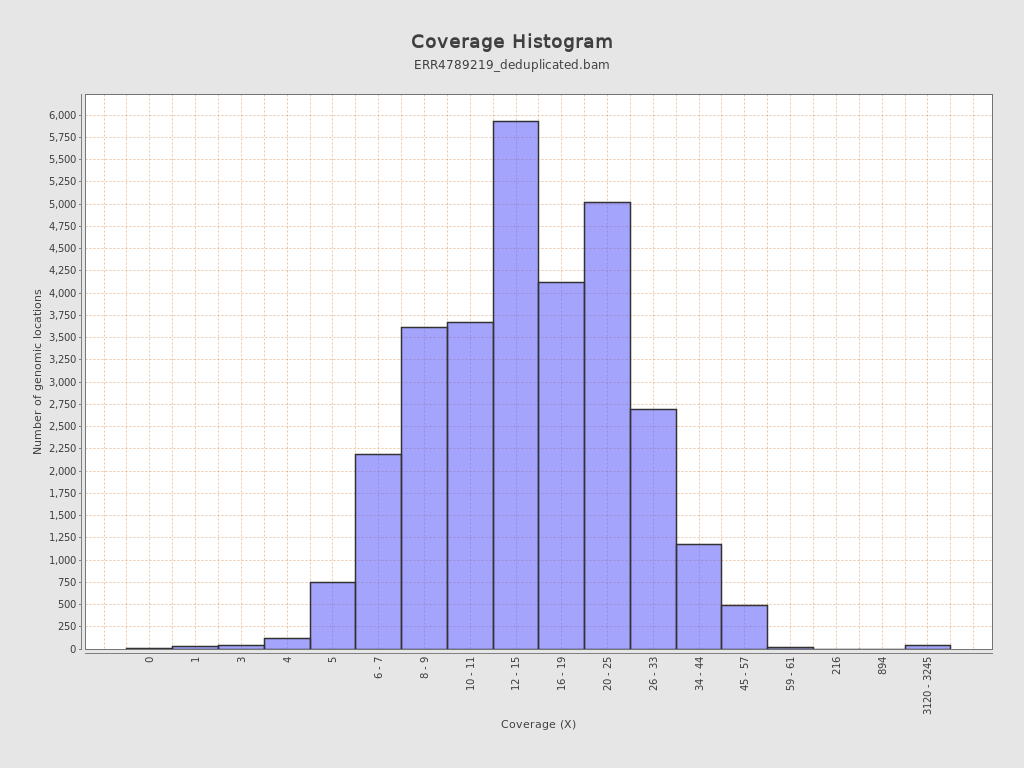 Coverage Histogram
ERR4789219_deduplicated.bam
Number of genomic locations
6,000
5,750
5,500
5,250
5,000
4,750
4,500
4,250
4,000
3,750
3,500
3,250
3,000
2,750
2,500
2,250
2,000
1,750
1,500
1,250
1,000
750
500
250
0
0
1
3
4
5
6 - 7
8 - 9
10 - 11
12 - 15
16 - 19
20 - 25
26 - 33
34 - 44
45 - 57
59 - 61
216
894
3120 - 3245
Coverage (X)